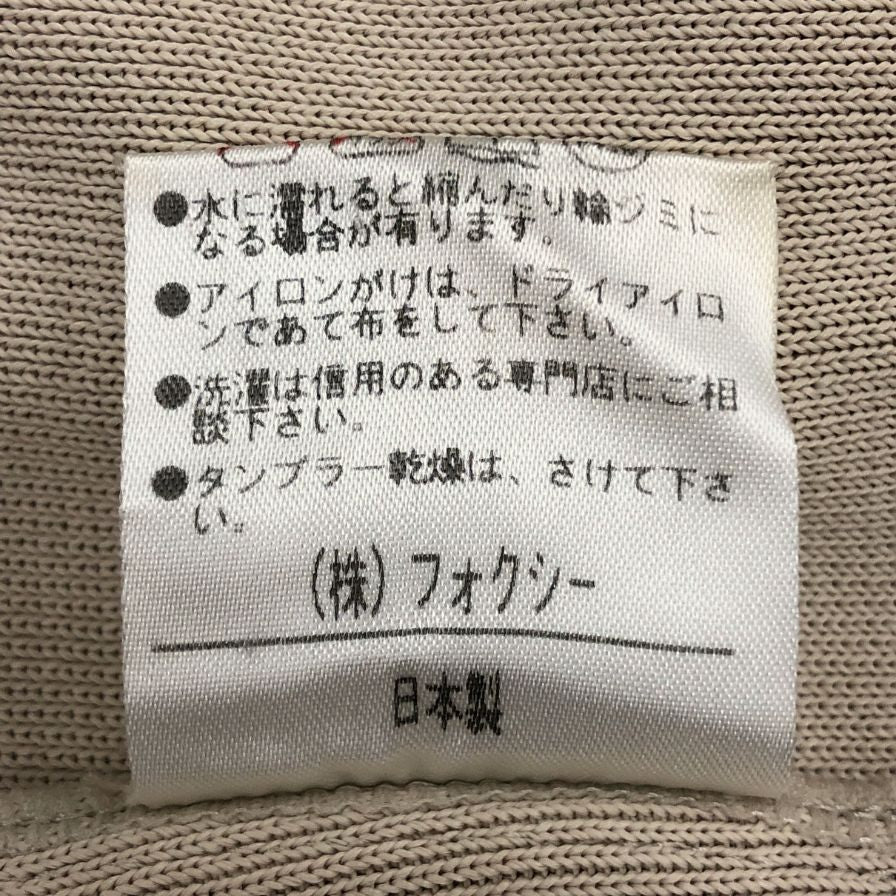 ●水に濡れると縮んだり輪ジミに
なる場合が有ります。
●アイロンがけは、ドライアイロ
ンであて布をして下さい。
●洗濯は信用のある専門店にご相
談下さい。
●タンブラー乾燥は、さけて下さ
い。
(株)フォクシー
日本製